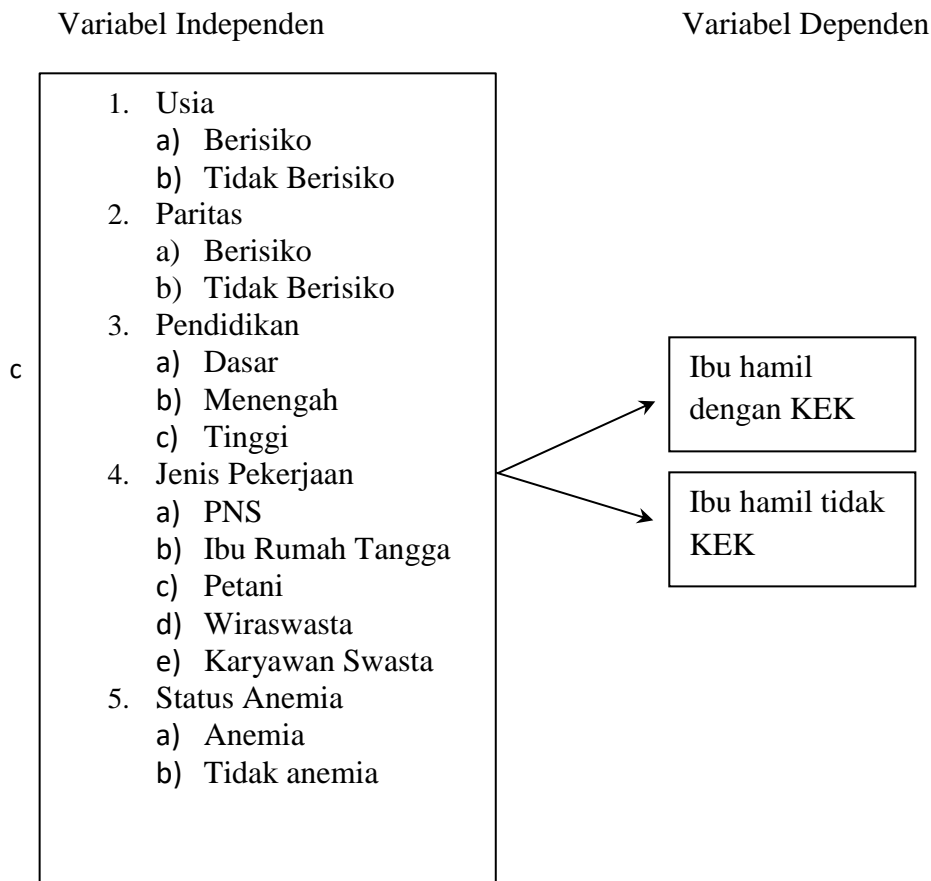 Variabel Independen
Variabel Dependen
1. Usia
a) Berisiko
b) Tidak Berisiko
2. Paritas
a) Berisiko
b) Tidak Berisiko
3. Pendidikan
a) Dasar
b) Menengah
c) Tinggi
4. Jenis Pekerjaan
a) PNS
b) Ibu Rumah Tangga
c) Petani
d) Wiraswasta
e) Karyawan Swasta
5. Status Anemia
a) Anemia
b) Tidak anemia
c
Ibu hamil
dengan KEK
Ibu hamil tidak
KEK